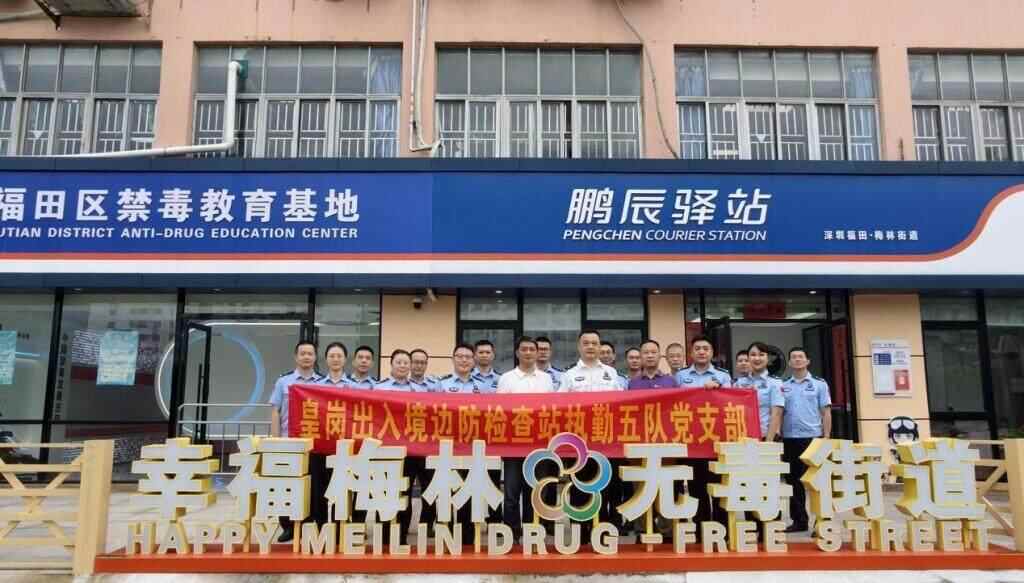 福田区禁毒教育基地
UTIAN DISTRICT ANTI-DRUG EDUCATION CENTER
鹏辰驿站
PENGCHEN COURIER STATION
深圳福田·梅林街道
皇岗出入境边防检查站执勤五队党支部
幸福梅林 无毒街道
HAPPY MEILIN DRUG-FREE STREET